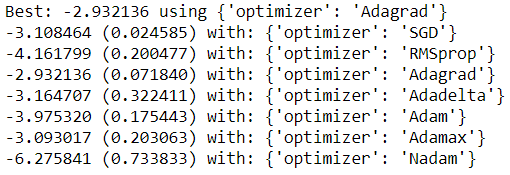 Best: -2.932136 using {'optimizer': 'Adagrad'}
-3.108464 (0.024585) with: {'optimizer': 'SGD'}
-4.161799 (0.200477) with: {'optimizer': 'RMSprop'}
-2.932136 (0.071840) with: {'optimizer': 'Adagrad'}
-3.164707 (0.322411) with: {'optimizer': 'Adadelta'}
-3.975320 (0.175443) with: {'optimizer': 'Adam'}
-3.093017 (0.203063) with: {'optimizer': 'Adamax'}
-6.275841 (0.733833) with: {'optimizer': 'Nadam'}